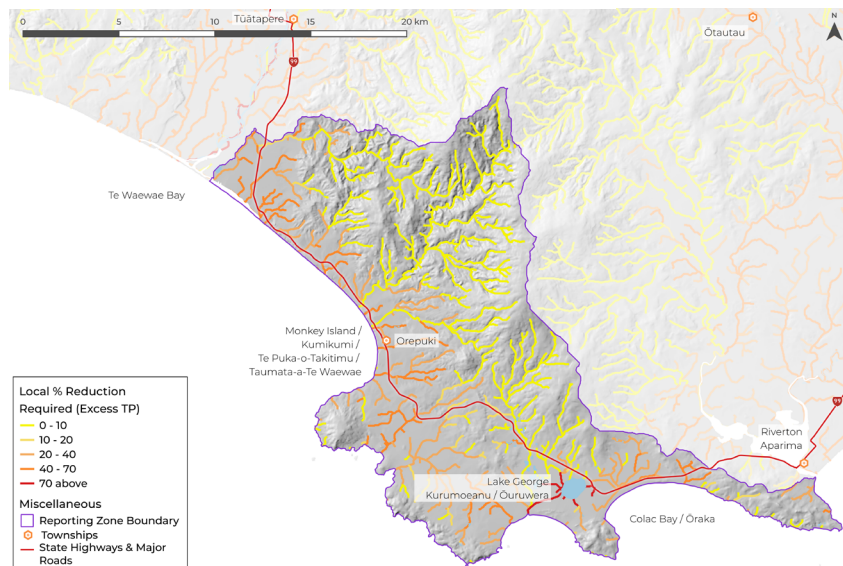 0 5 10 15 20 km
Tūātapere
Ōtautau
N
99
Te Waewae Bay
Monkey Island /
Kumikumi /
Te Puka-o-Takitimu /
Taumata-a-Te Waewae
Orepuki
Local % Reduction
Required (Excess TP)
0 - 10
10 - 20
20 - 40
40 - 70
70 above
Miscellaneous
Reporting Zone Boundary
Townships
State Highways & Major
Roads
99
Riverton
Aparima
Lake George
Kurumoeanu / Ōuruwera
Colac Bay / Ōraka